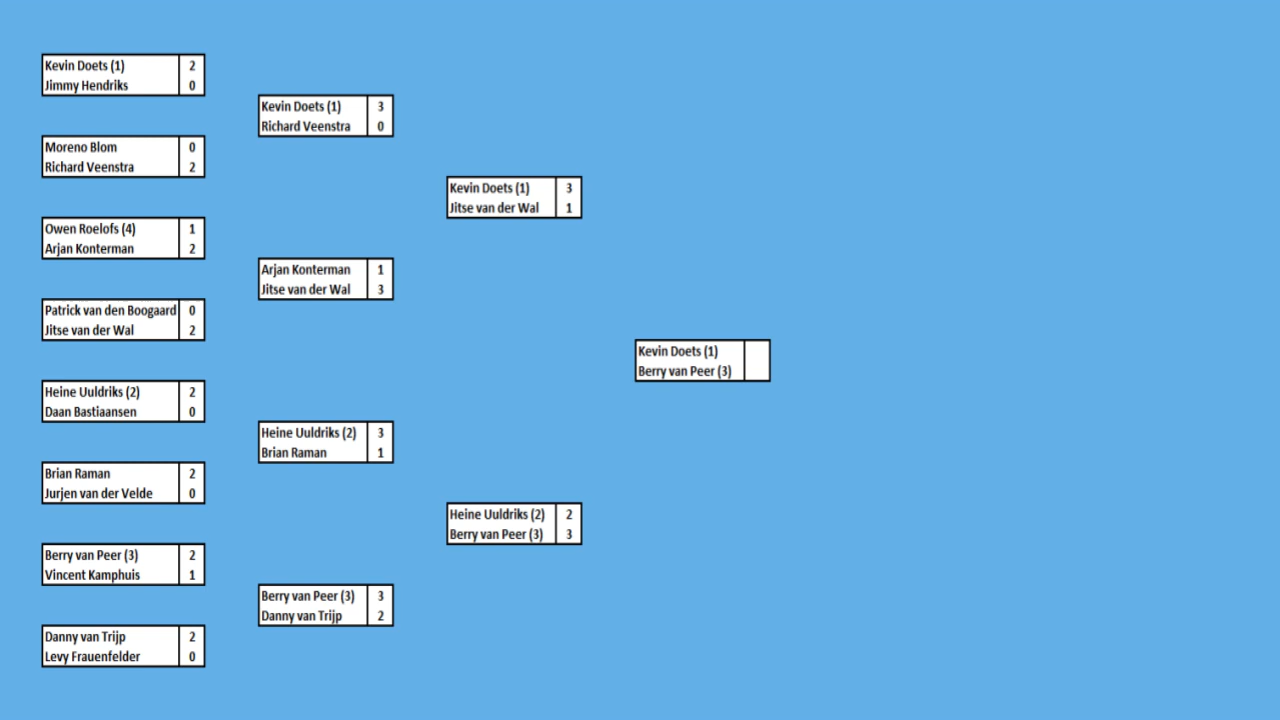 Kevin Doets (1) 2
Jimmy Hendriks 0
Moreno Blom 0
Richard Veenstra 2
Owen Roelofs (4) 1
Arjan Konterman 2
Patrick van den Boogaard 0
Jitse van der Wal 2
Heine Uuldriks (2) 2
Daan Bastiaansen 0
Brian Raman 2
Jurjen van der Velde 0
Berry van Peer (3) 2
Vincent Kamphuis 1
Danny van Trijp 2
Levy Frauenfelder 0
Kevin Doets (1) 3
Richard Veenstra 0
Arjan Konterman 1
Jitse van der Wal 3
Heine Uuldriks (2) 3
Brian Raman 1
Berry van Peer (3) 3
Danny van Trijp 2
Kevin Doets (1) 3
Jitse van der Wal 1
Heine Uuldriks (2) 2
Berry van Peer (3) 3
Kevin Doets (1)
Berry van Peer (3)